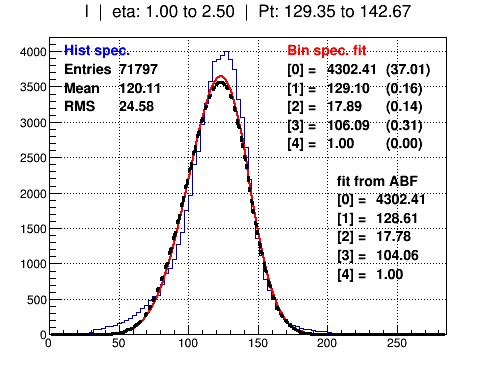 I | eta: 1.00 to 2.50 | Pt: 129.35 to 142.67
Hist spec.
Entries 71797
Mean 120.11
RMS 24.58
Bin spec. fit
[0] = 4302.41 (37.01)
[1] = 129.10 (0.16)
[2] = 17.89 (0.14)
[3] = 106.09 (0.31)
[4] = 1.00 (0.00)
fit from ABF
[0] = 4302.41
[1] = 128.61
[2] = 17.78
[3] = 104.06
[4] = 1.00
4000
3500
3000
2500
2000
1500
1000
500
0
0 50 100 150 200 250